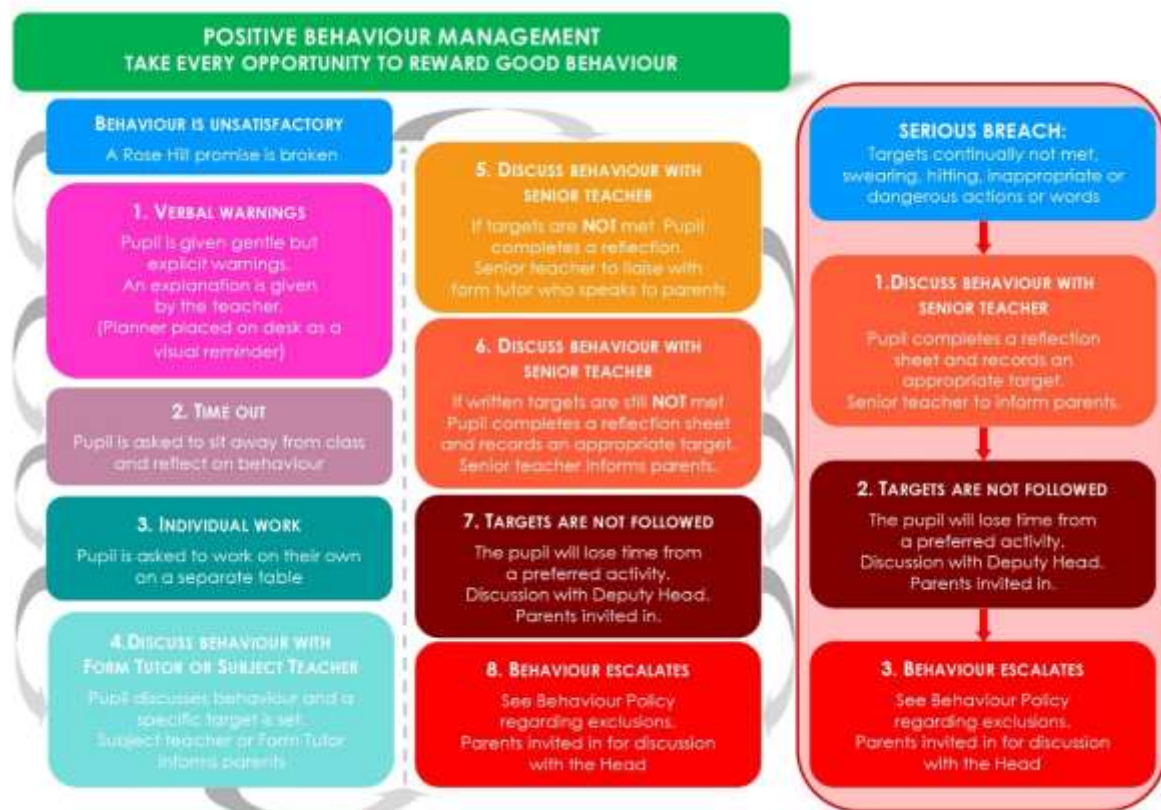 POSITIVE BEHAVIOUR MANAGEMENT
TAKE EVERY OPPORTUNITY TO REWARD GOOD BEHAVIOUR
BEHAVIOUR IS UNSATISFACTORY
A Rose Hill promise is broken
1. VERBAL WARNINGS
Pupil is given gentle but
explicit warnings.
An explanation is given
by the teacher.
(Planner placed on desk as a
visual reminder)
2. TIME OUT
Pupil is asked to sit away from class
and reflect on behaviour
3. INDIVIDUAL WORK
Pupil is asked to work on their own
on a separate table
4.DISCUSS BEHAVIOUR WITH
FORM TUTOR OR SUBJECT TEACHER
Pupil discusses behaviour and a
specific target is set.
Subject teacher or Form Tutor
informs parents
5. DISCUSS BEHAVIOUR WITH
SENIOR TEACHER
If targets are NOT met Pupil
completes a reflection.
Senior teacher to liaise with
form tutor who speaks to parents
6. DISCUSS BEHAVIOUR WITH
SENIOR TEACHER
If written targets are still NOT met
Pupil completes a reflection sheet
and records an appropriate target.
Senior teacher informs parents.
7. TARGETS ARE NOT FOLLOWED
The pupil will lose time from
a preferred activity.
Discussion with Deputy Head.
Parents invited in.
8. BEHAVIOUR ESCALATES
See Behaviour Policy
regarding exclusions.
Parents invited in for discussion
with the Head
SERIOUS BREACH:
Targets continually not met,
swearing, hitting, inappropriate or
dangerous actions or words
1.DISCUSS BEHAVIOUR WITH
SENIOR TEACHER
Pupil completes a reflection
sheet and records an
appropriate target.
Senior teacher to inform parents.
2. TARGETS ARE NOT FOLLOWED
The pupil will lose time from
a preferred activity.
Discussion with Deputy Head.
Parents invited in.
3. BEHAVIOUR ESCALATES
See Behaviour Policy
regarding exclusions.
Parents invited in for discussion
with the Head